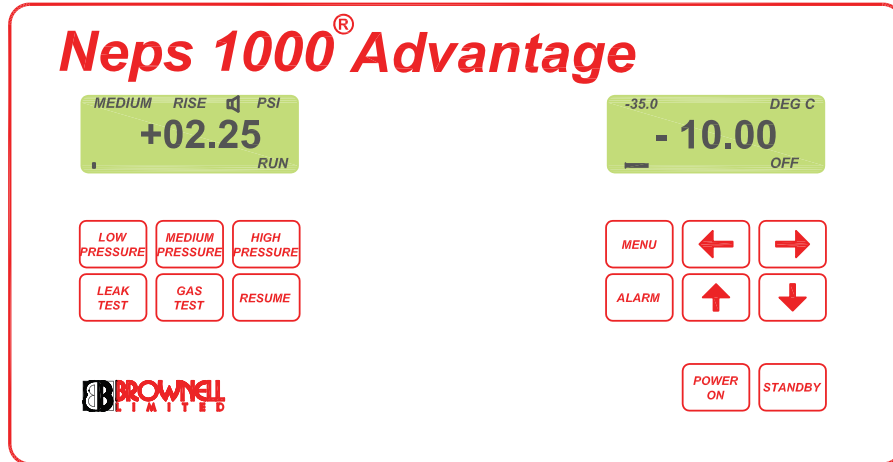 Neps 1000® Advantage
MEDIUM RISE PSI
+02.25
RUN
-35.0 DEG C
- 10.00
OFF
LOW PRESSURE
MEDIUM PRESSURE
HIGH PRESSURE
LEAK TEST
GAS TEST
RESUME
MENU
ALARM
POWER ON
STANDBY
BROWNELL
LIMITED